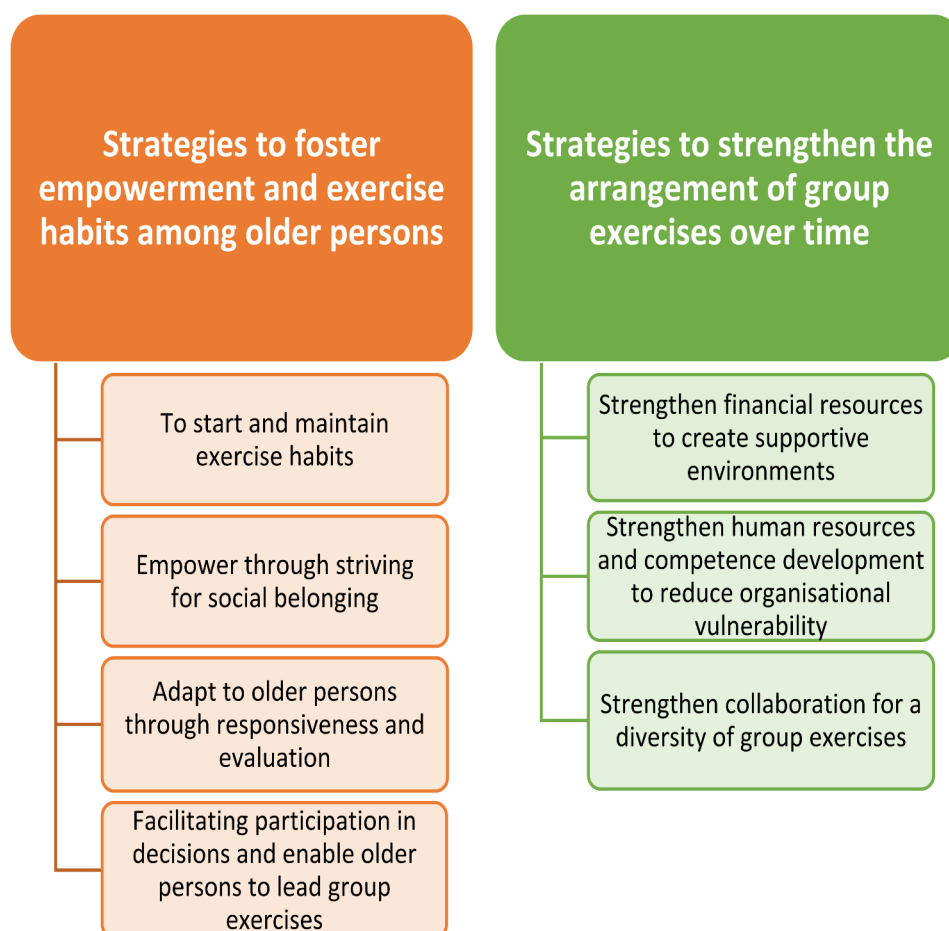 Strategies to foster
empowerment and exercise
habits among older persons
To start and maintain
exercise habits
Empower through striving
for social belonging
Adapt to older persons
through responsiveness and
evaluation
Facilitating participation in
decisions and enable older
persons to lead group
exercises
Strategies to strengthen the
arrangement of group
exercises over time
Strengthen financial resources
to create supportive
environments
Strengthen human resources
and competence development
to reduce organisational
vulnerability
Strengthen collaboration for a
diversity of group exercises